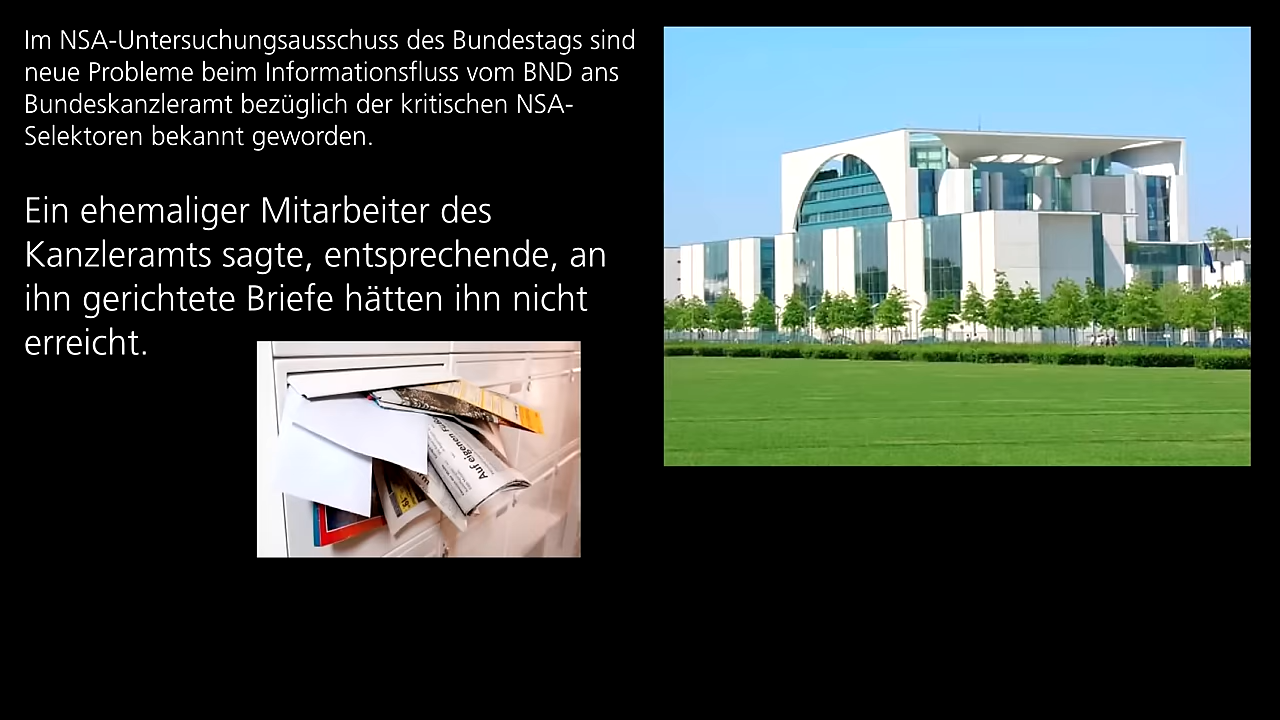 Im NSA-Untersuchungsausschuss des Bundestags sind
neue Probleme beim Informationsfluss vom BND ans
Bundeskanzleramt bezüglich der kritischen NSA-
Selektoren bekannt geworden.
Ein ehemaliger Mitarbeiter des
Kanzleramts sagte, entsprechende, an
ihn gerichtete Briefe hätten ihn nicht
erreicht.
Auf eigenen